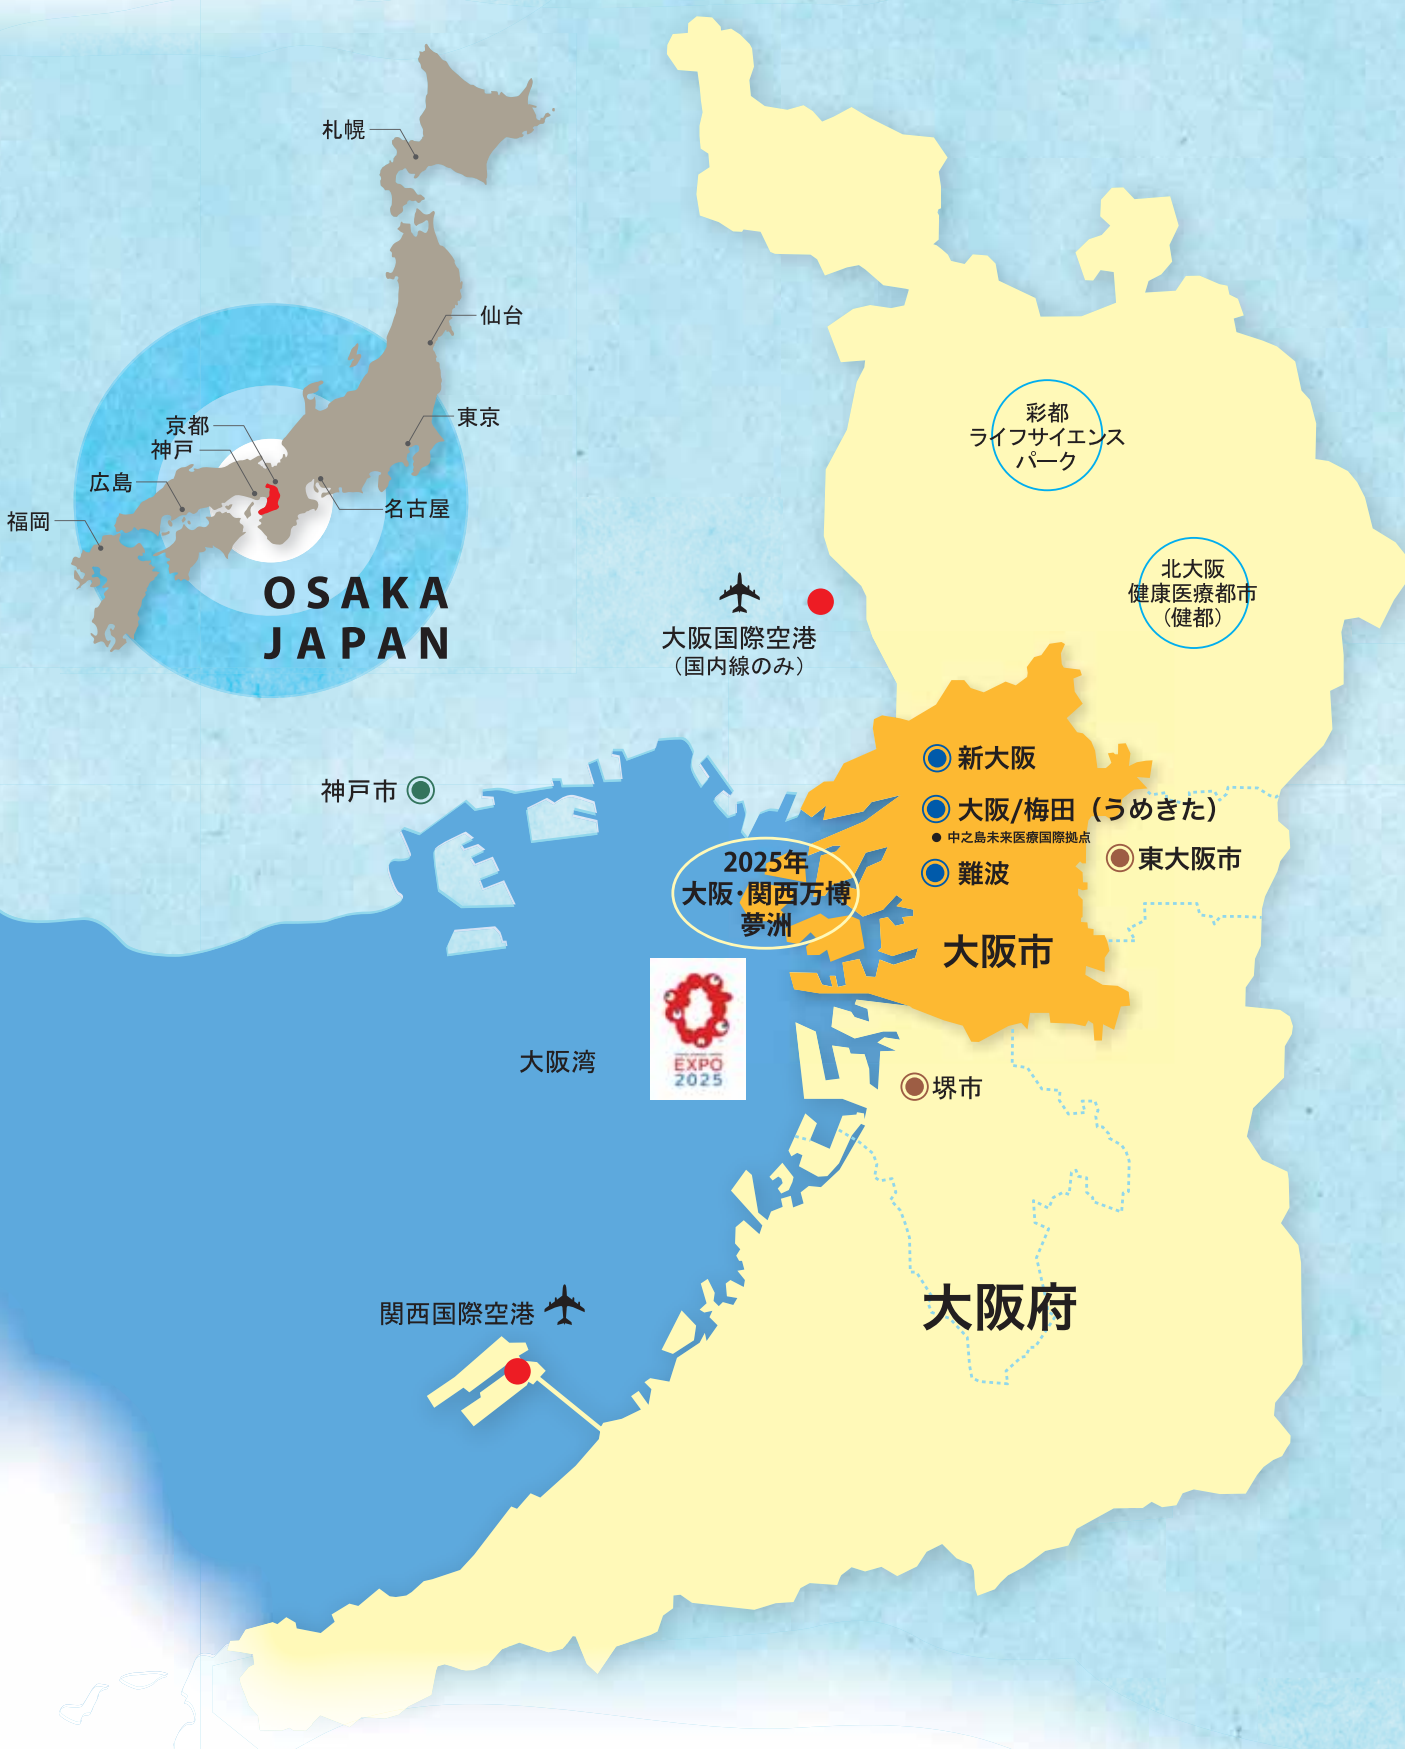 札幌
仙台
東京
京都
神戸
広島
名古屋
福岡
OSAKA
JAPAN
彩都
ライフサイエンス
パーク
北大阪
健康医療都市
（健都）
大阪国際空港
（国内線のみ）
神戸市
新大阪
大阪/梅田（うめきた）
中之島未来医療国際拠点
東大阪市
難波
2025年
大阪・関西万博
夢洲
大阪市
EXPO
2025
大阪湾
堺市
関西国際空港
大阪府